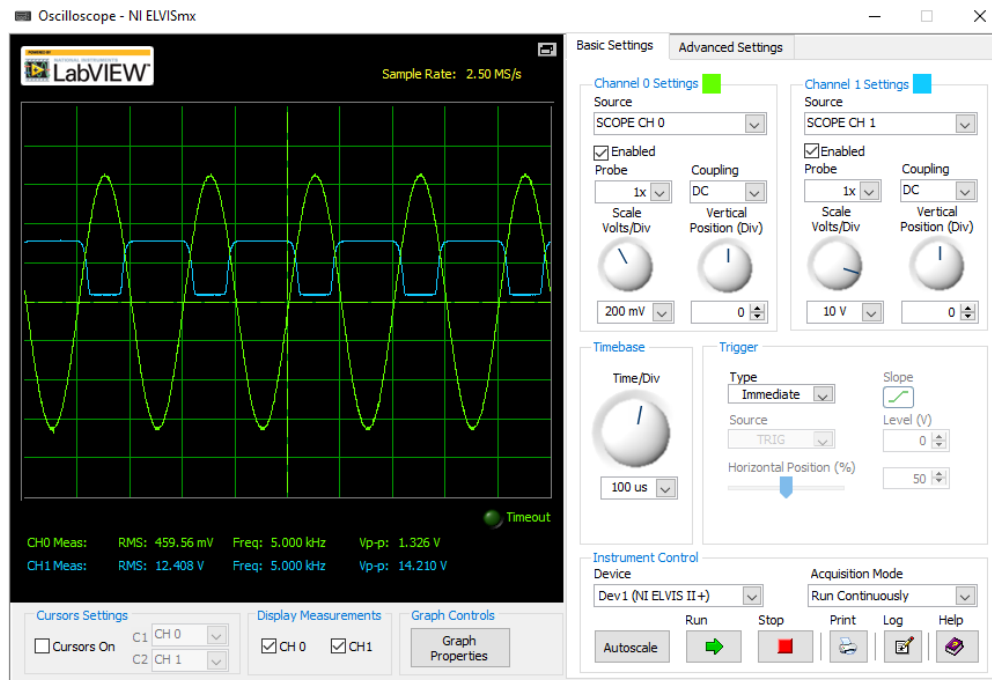 Oscilloscope - NI ELVISmx
POWERED BY
NATIONAL INSTRUMENTS
LabVIEW™
Sample Rate: 2.50 MS/s
Timeout
CH0 Meas: RMS: 459.56 mV Freq: 5.000 kHz Vp-p: 1.326 V
CH1 Meas: RMS: 12.408 V Freq: 5.000 kHz Vp-p: 14.210 V
Cursors Settings
Cursors On
C1 CH 0
C2 CH 1
Display Measurements
CH 0 CH1
Graph Controls
Graph
Properties
Basic Settings Advanced Settings
Channel 0 Settings
Source
SCOPE CH 0
Enabled
Probe Coupling
1x DC
Scale Vertical
Volts/Div Position (Div)
200 mV 0
Channel 1 Settings
Source
SCOPE CH 1
Enabled
Probe Coupling
1x DC
Scale Vertical
Volts/Div Position (Div)
10 V 0
Timebase
Time/Div
100 us
Trigger
Type Slope
Immediate
Source Level (V)
TRIG 0
Horizontal Position (%)
50
Instrument Control
Device Acquisition Mode
Dev1 (NI ELVIS II+) Run Continuously
Run Stop Print Log Help
Autoscale